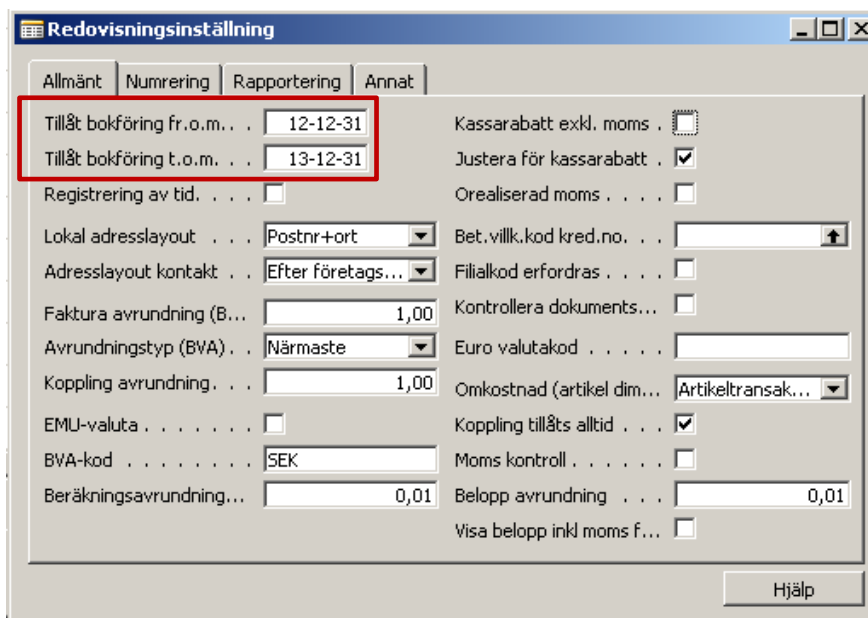 Redovisningsinställning
Allmänt Numrering Rapportering Annat
Tillåt bokföring fr.o.m. . . 12-12-31
Tillåt bokföring t.o.m. . . 13-12-31
Registrering av tid. . . . .
Lokal adresslayout . . . Postnr+ort
Adresslayout kontakt . . Efter företags...
Faktura avrundning (B... 1,00
Avrundningstyp (BVA) . . Närmaste
Koppling avrundning. . . 1,00
EMU-valuta . . . . . . .
BVA-kod . . . . . . . . SEK
Beräkningsavrundning... 0,01
Kassarabatt exkl. moms .
Justera för kassarabatt .
Orealiserad moms . . . .
Bet.villk.kod kred.no. . .
Filialkod erfordras . . . .
Kontrollera dokuments...
Euro valutakod . . . . .
Omkostnad (artikel dim... Artikeltransak...
Koppling tillåts alltid . . .
Moms kontroll . . . . . .
Belopp avrundning . . . 0,01
Visa belopp inkl moms f...
Hjälp